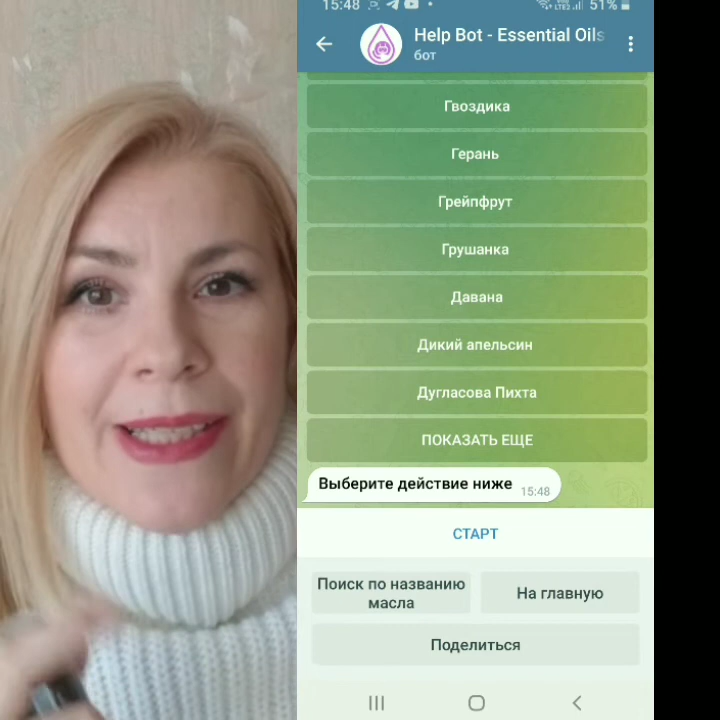 15:48
51%
Help Bot - Essential Oils
бот
Гвоздика
Герань
Грейпфрут
Грушанка
Давана
Дикий апельсин
Дугласова Пихта
ПОКАЗАТЬ ЕЩЕ
Выберите действие ниже
15:48
СТАРТ
Поиск по названию
масла
На главную
Поделиться